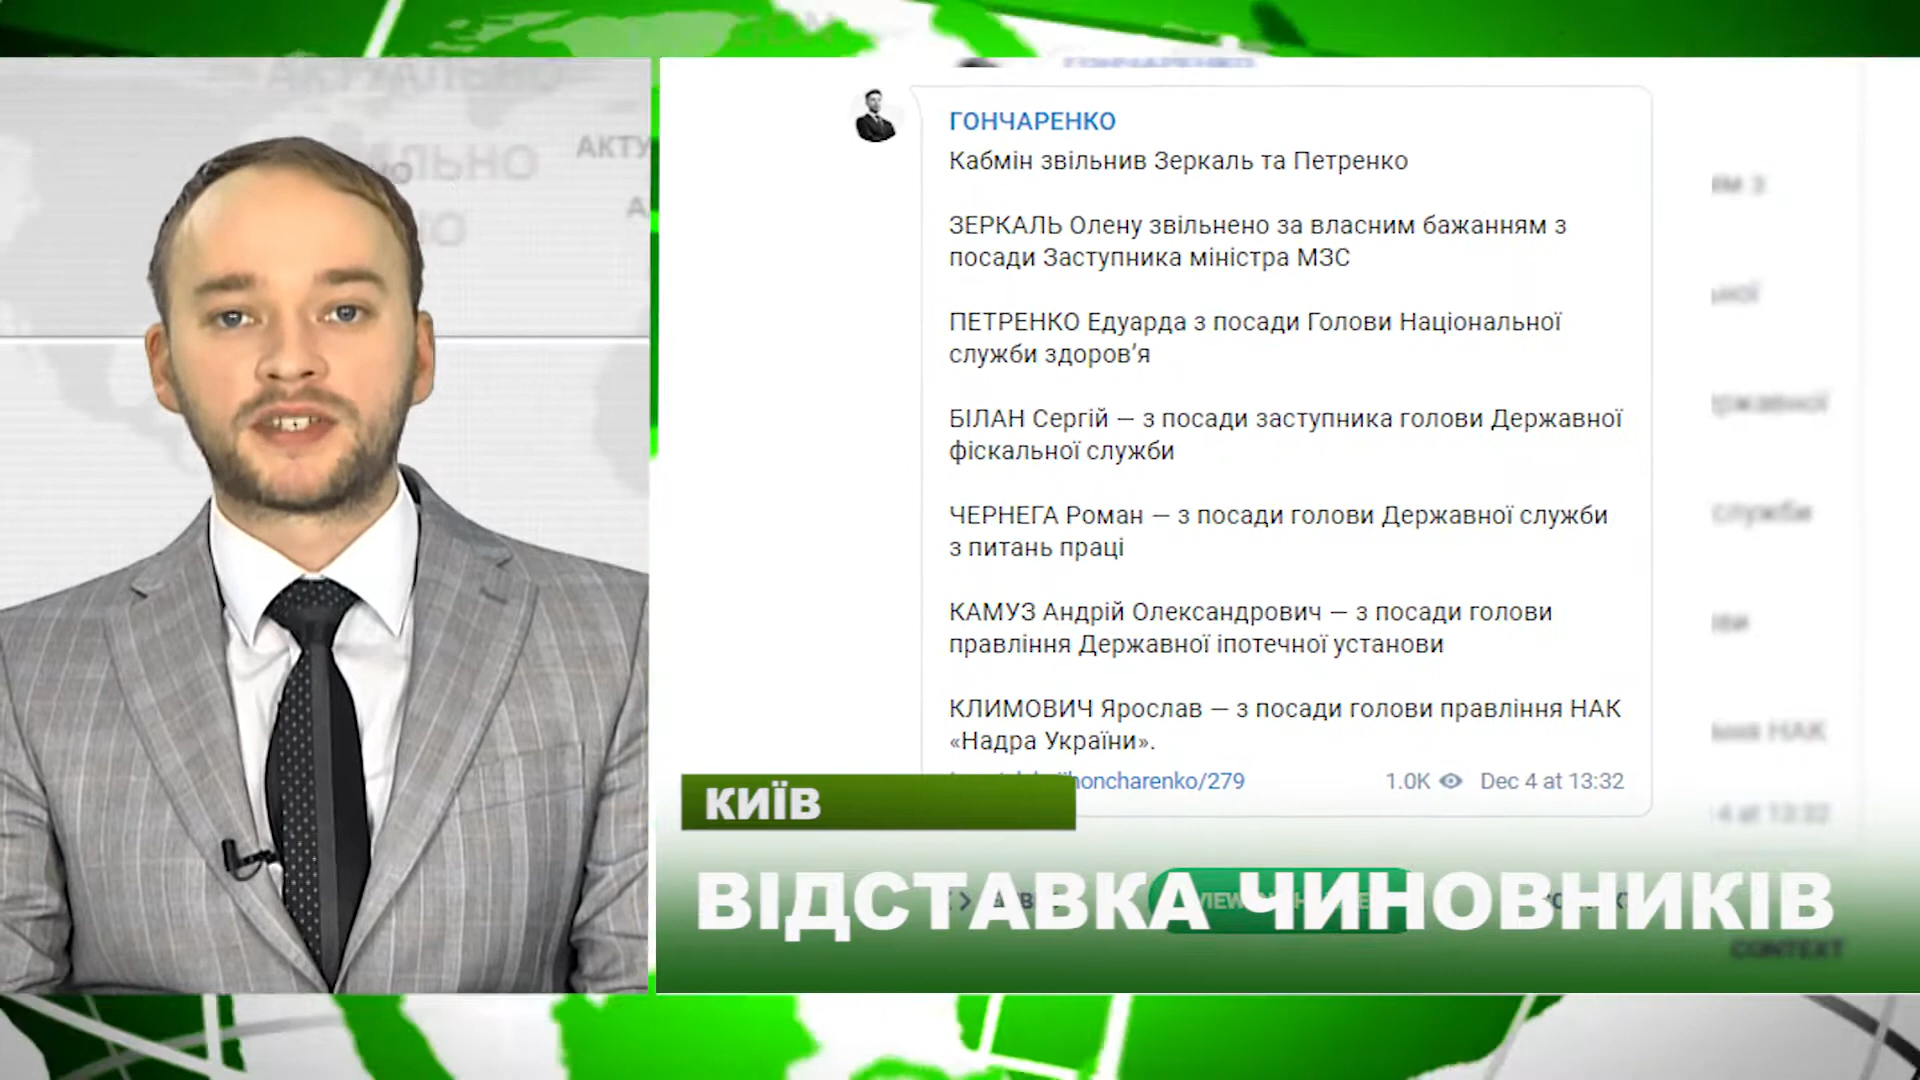 АКТУАЛЬНО
ГОНЧАРЕНКО
Кабмін звільнив Зеркаль та Петренко
ЗЕРКАЛЬ Олену звільнено за власним бажанням з
посади Заступника міністра МЗС
ПЕТРЕНКО Едуарда з посади Голови Національної
служби здоров’я
БІЛАН Сергій — з посади заступника голови Державної
фіскальної служби
ЧЕРНЕГА Роман — з посади голови Державної служби
з питань праці
КАМУЗ Андрій Олександрович — з посади голови
правління Державної іпотечної установи
КЛИМОВИЧ Ярослав — з посади голови правління НАК
«Надра України».
honcharenko/279 1.0K Dec 4 at 13:32
КИЇВ
ВІДСТАВКА ЧИНОВНИКІВ
CONTEXT